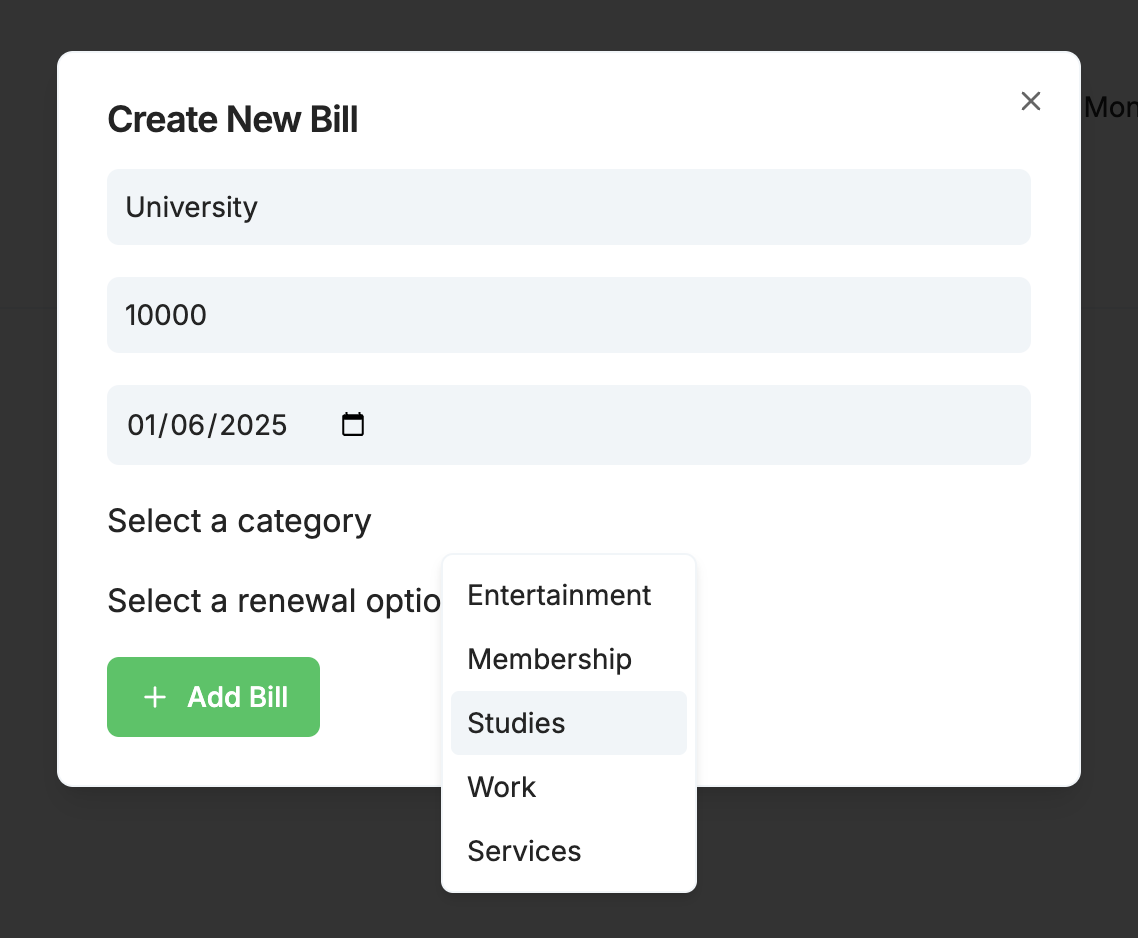 Create New Bill
Mon
University
10000
01/06/2025
Select a category
Select a renewal optio
Entertainment
Membership
Studies
Work
Services
+ Add Bill